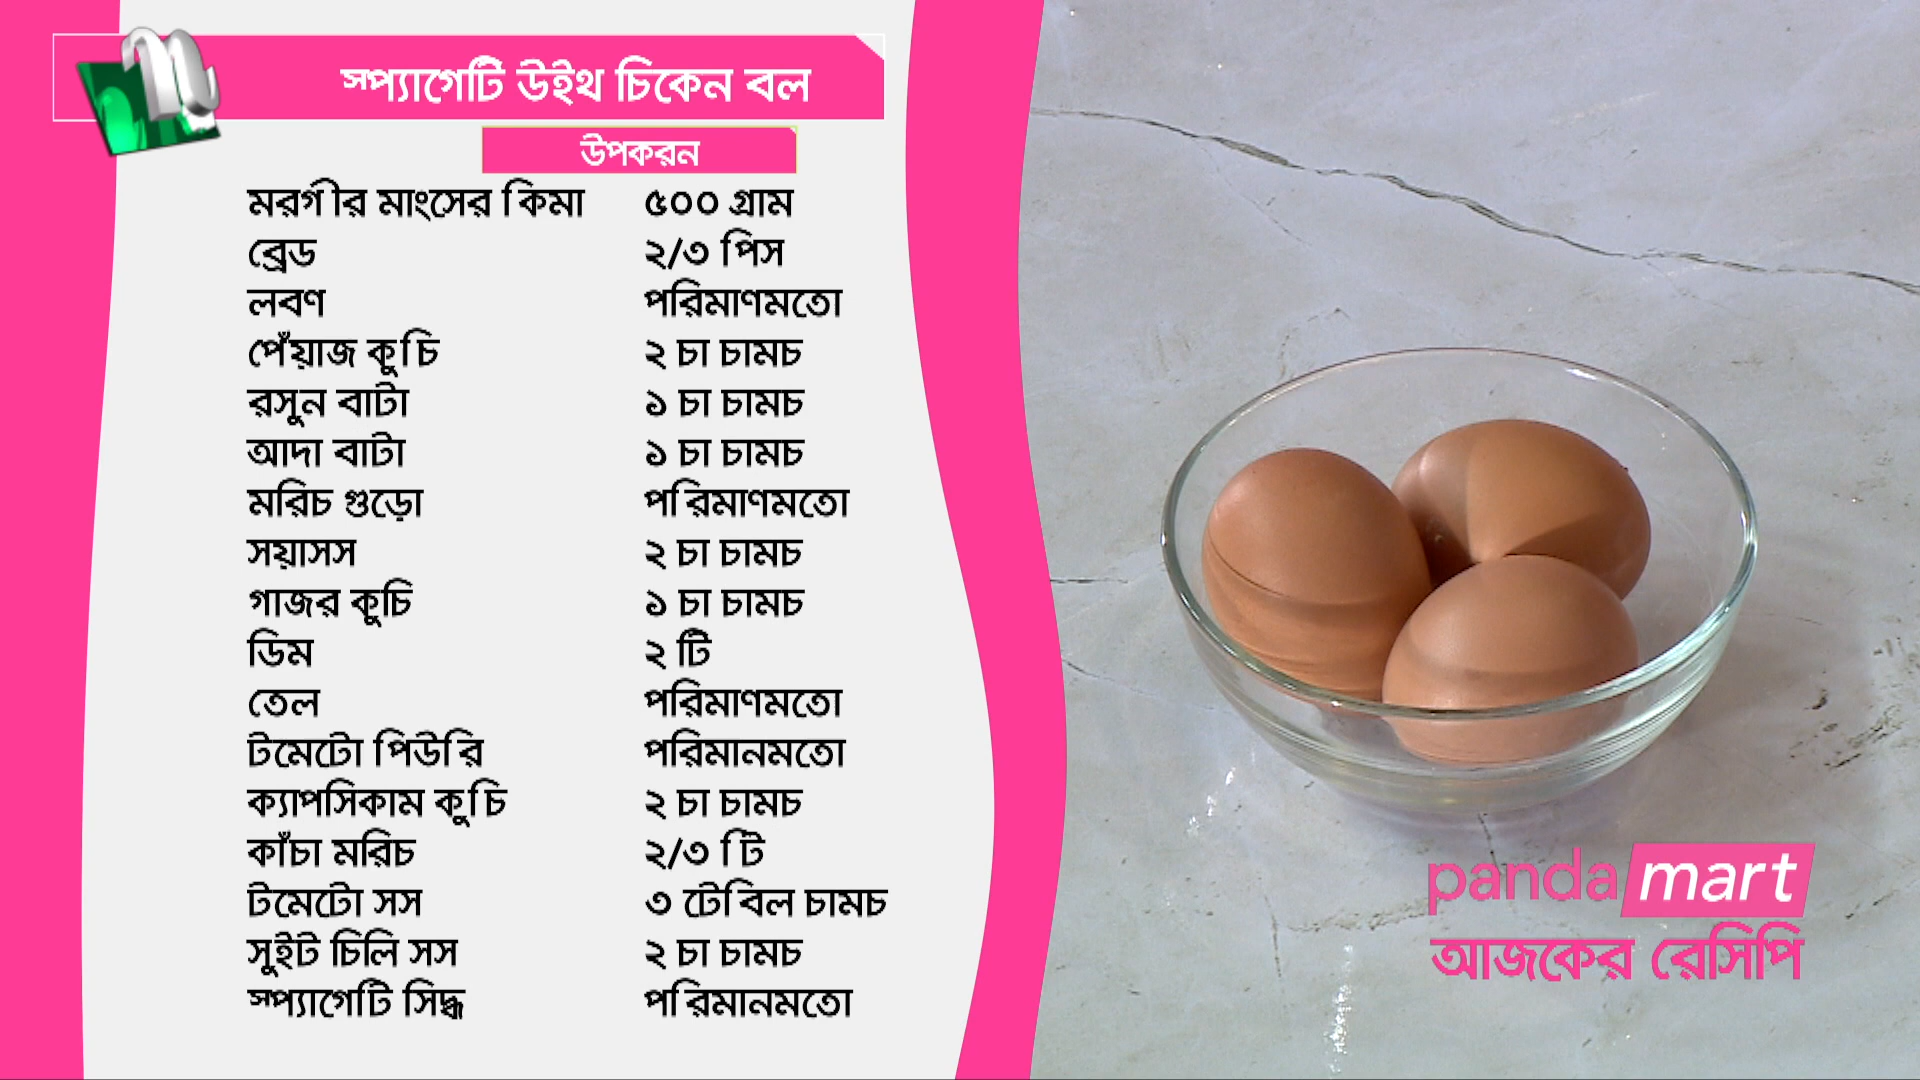 স্প্যাগেটি উইথ চিকেন বল
উপকরন
মরগীর মাংসের কিমা ৫০০ গ্রাম
ব্রেড ২/৩ পিস
লবণ পরিমাণমতো
পেঁয়াজ কুচি ২ চা চামচ
রসুন বাটা ১ চা চামচ
আদা বাটা ১ চা চামচ
মরিচ গুড়ো পরিমাণমতো
সয়াসস ২ চা চামচ
গাজর কুচি ১ চা চামচ
ডিম ২ টি
তেল পরিমাণমতো
টমেটো পিউরি পরিমানমতো
ক্যাপসিকাম কুচি ২ চা চামচ
কাঁচা মরিচ ২/৩ টি
টমেটো সস ৩ টেবিল চামচ
সুইট চিলি সস ২ চা চামচ
স্প্যাগেটি সিদ্ধ পরিমানমতো
panda mart
আজকের রেসিপি